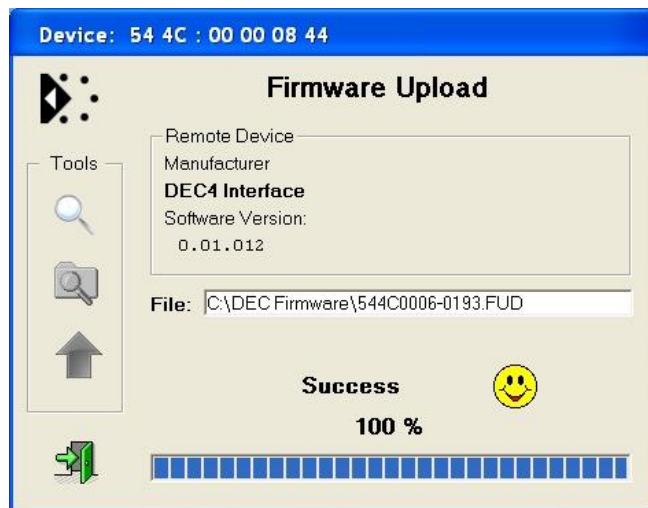 Device: 54 4C : 00 00 08 44
Firmware Upload
Remote Device
Tools
Manufacturer
DEC4 Interface
Software Version:
0.01.012
File: C:\DEC Firmware\544C0006-0193.FUD
Success
100 %